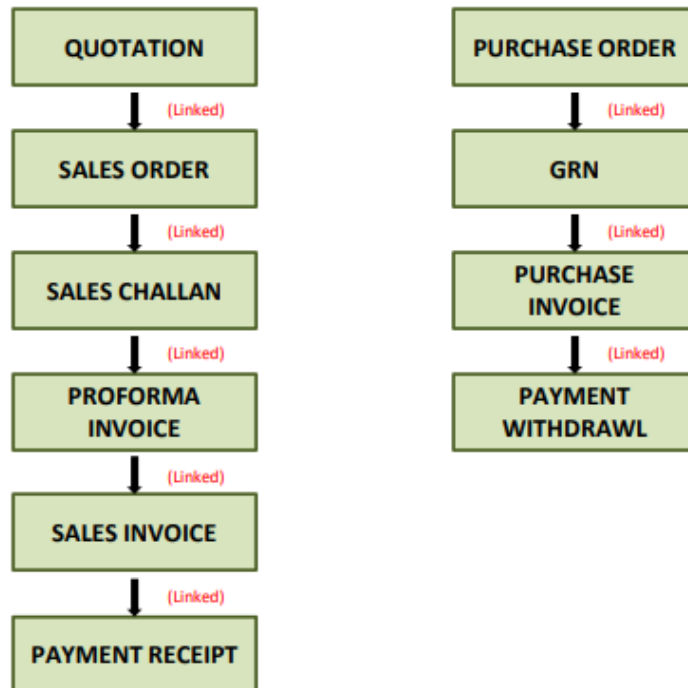 QUOTATION
(Linked)
SALES ORDER
(Linked)
SALES CHALLAN
(Linked)
PROFORMA
INVOICE
(Linked)
SALES INVOICE
(Linked)
PAYMENT RECEIPT
PURCHASE ORDER
(Linked)
GRN
(Linked)
PURCHASE
INVOICE
(Linked)
PAYMENT
WITHDRAWL